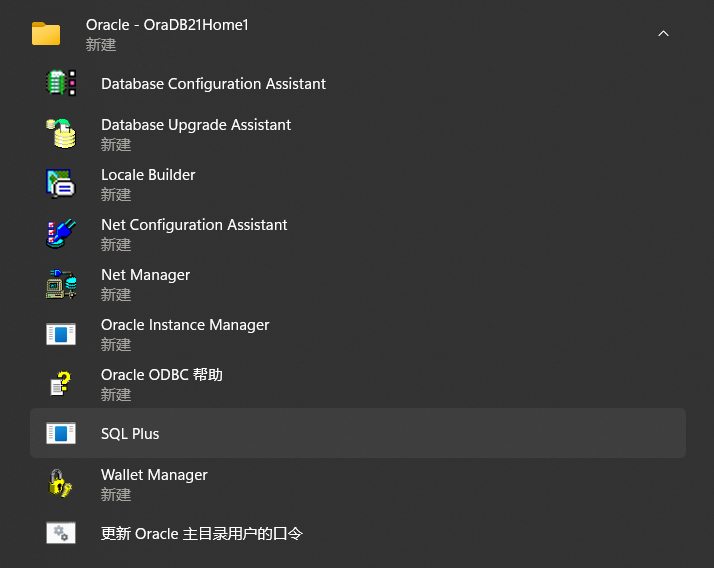 Oracle - OraDB21Home1
新建
Database Configuration Assistant
Database Upgrade Assistant
新建
Locale Builder
新建
Net Configuration Assistant
新建
Net Manager
新建
Oracle Instance Manager
新建
Oracle ODBC 帮助
新建
SQL Plus
Wallet Manager
新建
更新 Oracle 主目录用户的口令